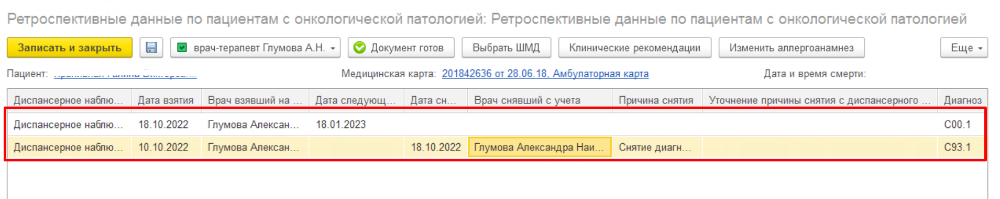 Ретроспективные данные по пациентам с онкологической патологией: Ретроспективные данные по пациентам с онкологической патологией
Записать и закрыть врач-терапевт Глумова А.Н. Документ готов Выбрать ШМД Клинические рекомендации Изменить аллергоанамнез Еще
Пациент: Медицинская карта: 201842636 от 28.06.18, Амбулаторная карта Дата и время смерти:
Диспансерное наблю... Дата взятия Врач взявший на ... Дата следующ... Дата сн... Врач снявший с учета Причина снятия Уточнение причины снятия с диспансерного ... Диагноз
Диспансерное наблю... 18.10.2022 Глумова Алексан... 18.01.2023 C00.1
Диспансерное наблю... 10.10.2022 Глумова Алексан... 18.10.2022 Глумова Александра Наи... Снятие диагн... C93.1